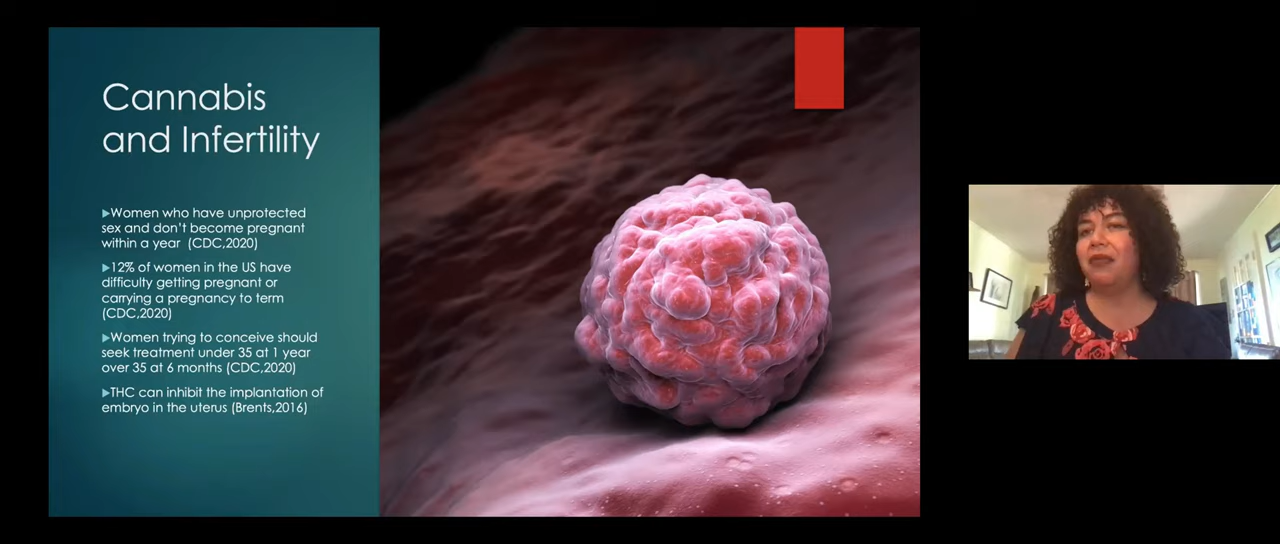 Cannabis
and Infertility
▶Women who have unprotected
sex and don't become pregnant
within a year (CDC,2020)
▶12% of women in the US have
difficulty getting pregnant or
carrying a pregnancy to term
(CDC,2020)
▶Women trying to conceive should
seek treatment under 35 at 1 year
over 35 at 6 months (CDC,2020)
▶THC can inhibit the implantation of
embryo in the uterus (Brents,2016)